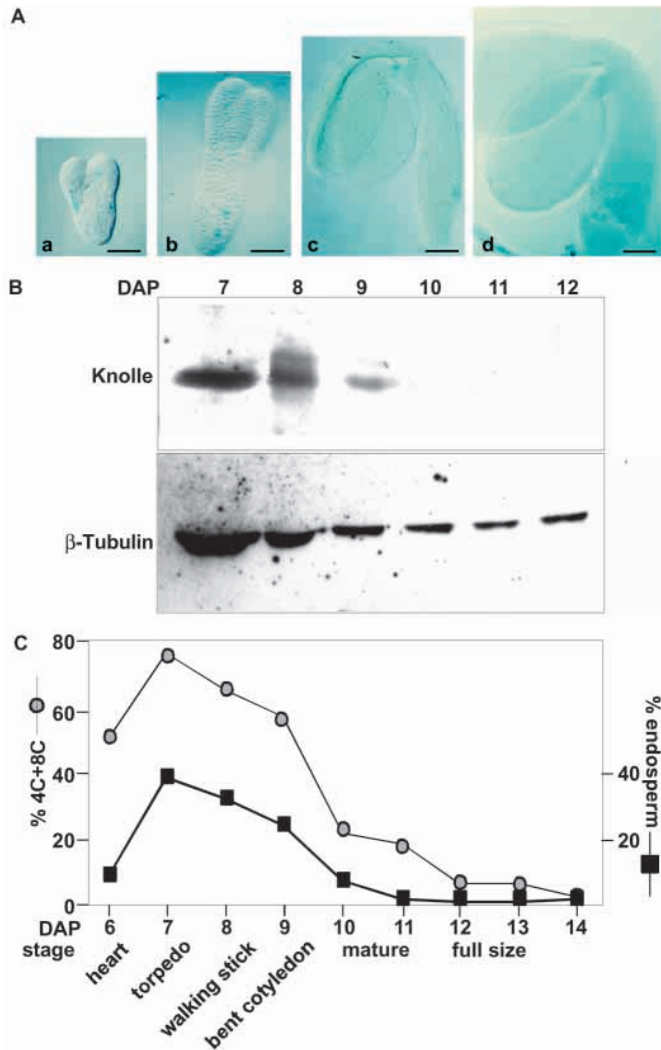 A
a
b
c
d
B
DAP 7 8 9 10 11 12
Knolle
β-Tubulin
C
80
60
40
20
0
% 4C+8C
% endosperm
40
20
DAP 6 7 8 9 10 11 12 13 14
stage heart torpedo walking stick bent cotyledon mature full size